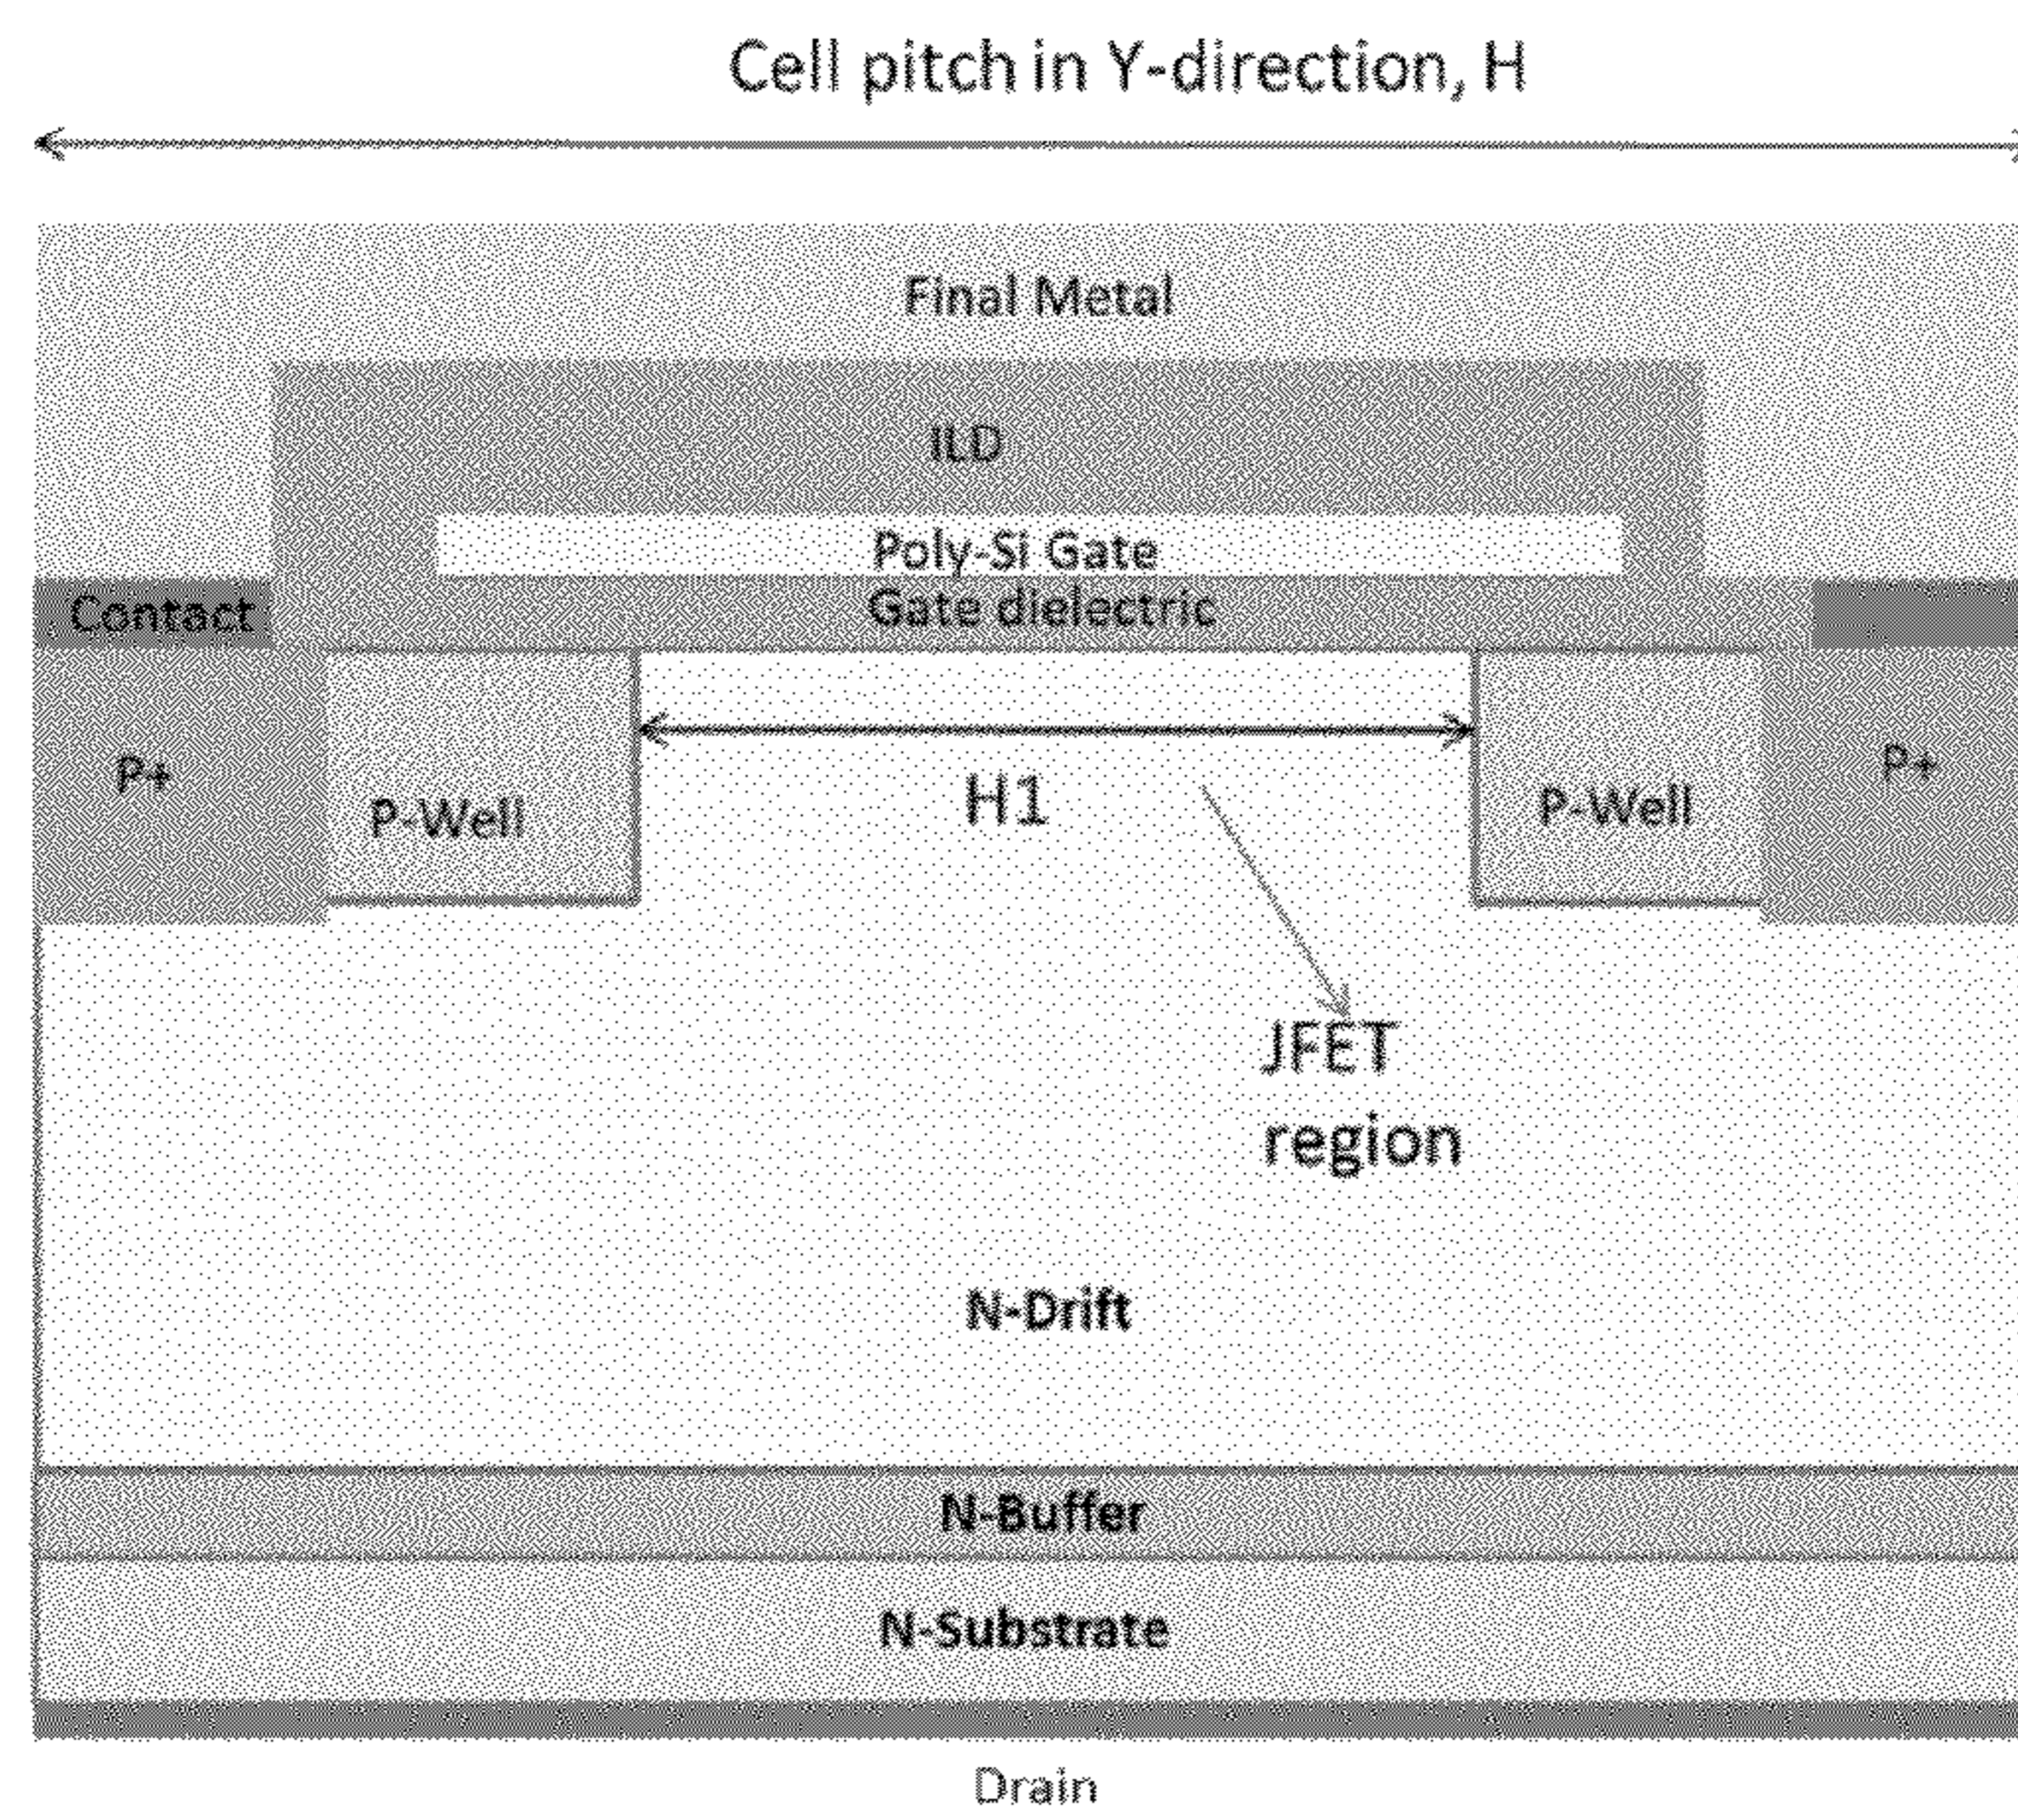 Cell pitch in Y-direction, H
Final Metal
ILD
Poly-Si Gate
Contact
Gate dielectric
P+
P-Well
H1
P-Well
P+
JFET
region
N-Drift
N-Buffer
N-Substrate
Drain